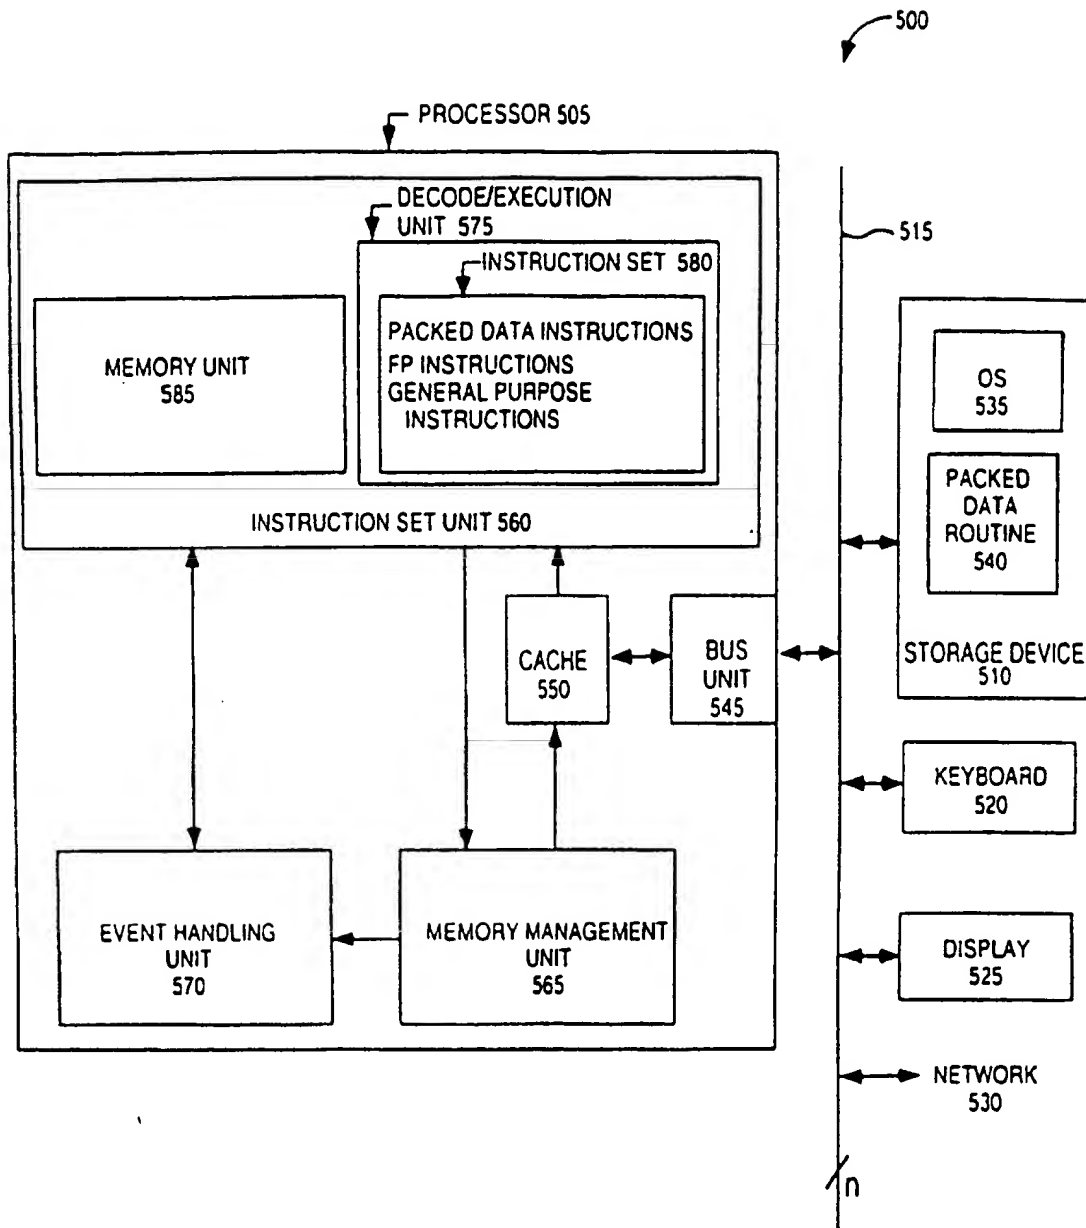 500
PROCESSOR 505
DECODE/EXECUTION
UNIT 575
515
INSTRUCTION SET 580
PACKED DATA INSTRUCTIONS
FP INSTRUCTIONS
GENERAL PURPOSE
INSTRUCTIONS
MEMORY UNIT
585
INSTRUCTION SET UNIT 560
OS
535
PACKED
DATA
ROUTINE
540
STORAGE DEVICE
510
CACHE
550
BUS
UNIT
545
KEYBOARD
520
EVENT HANDLING
UNIT
570
MEMORY MANAGEMENT
UNIT
565
DISPLAY
525
NETWORK
530
n